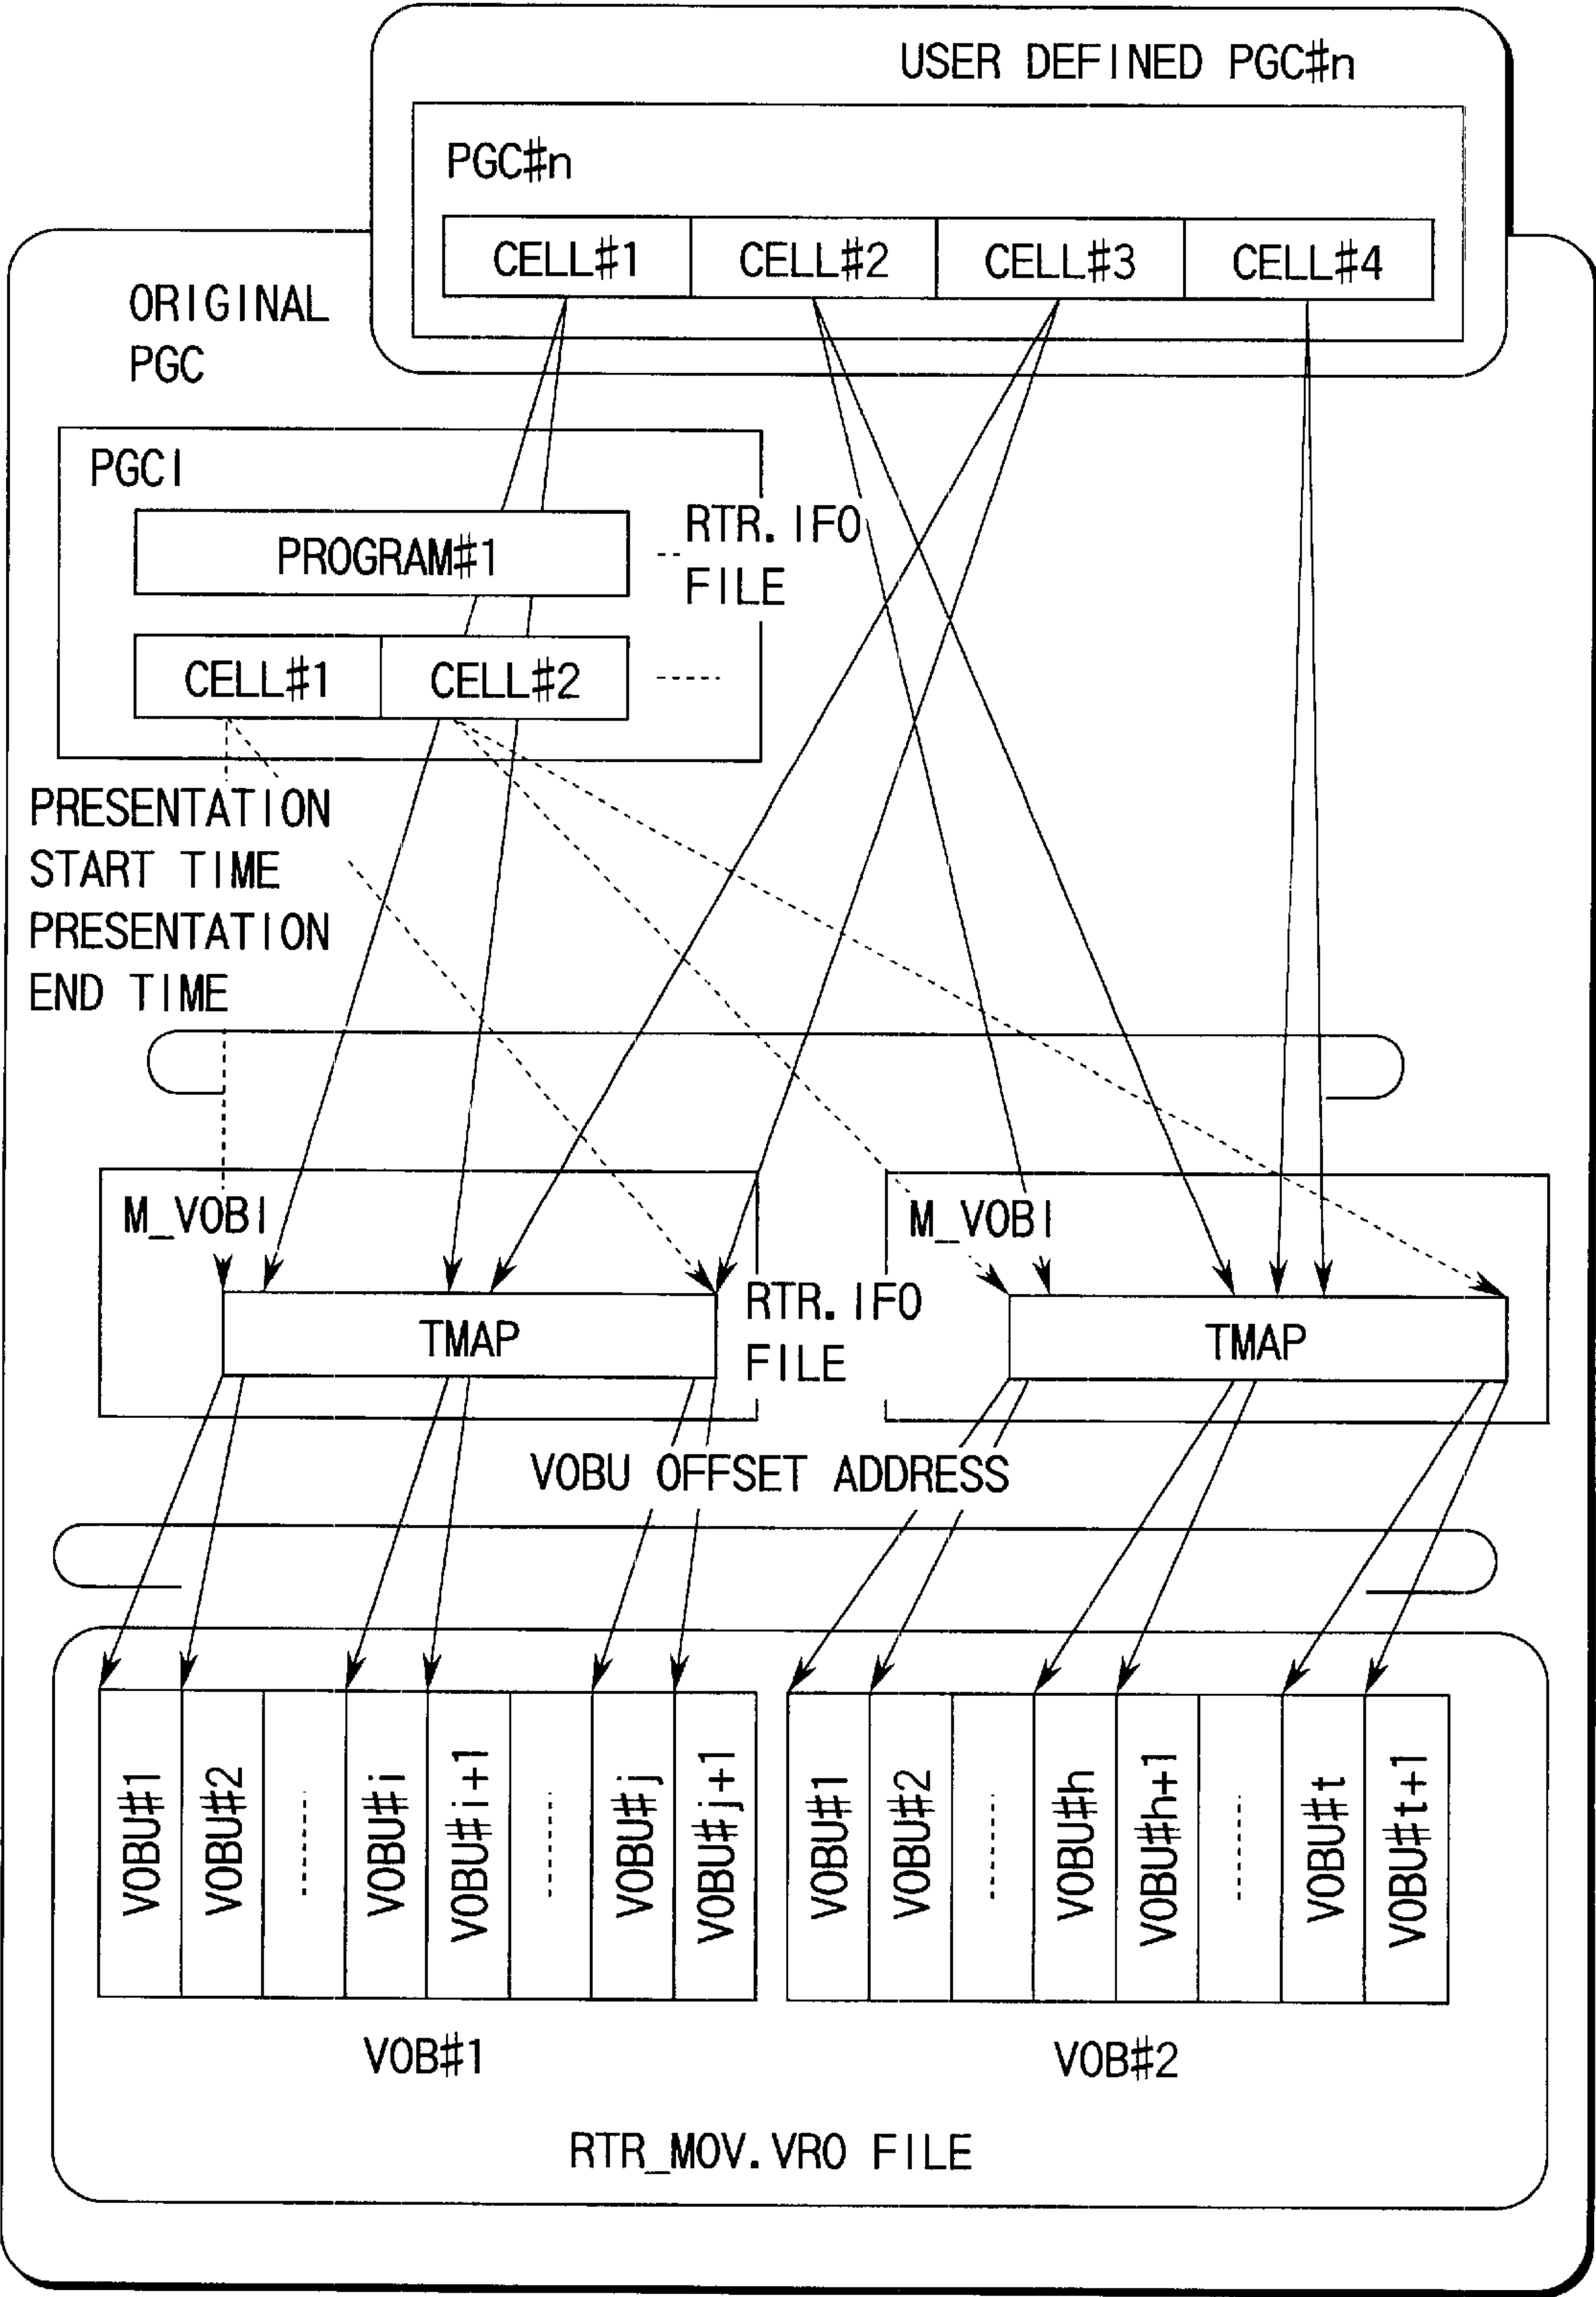 USER DEFINED PGC#n
PGC#n
CELL#1 CELL#2 CELL#3 CELL#4
ORIGINAL
PGC
PGCI
PROGRAM#1
RTR.IFO
FILE
CELL#1 CELL#2
PRESENTATION
START TIME
PRESENTATION
END TIME
M_VOBI
M_VOBI
TMAP
RTR.IFO
FILE
TMAP
VOBU OFFSET ADDRESS
VOBU#1
VOBU#2
VOBU#i
VOBU#i+1
VOBU#j
VOBU#j+1
VOBU#1
VOBU#2
VOBU#h
VOBU#h+1
VOBU#t
VOBU#t+1
VOB#1
VOB#2
RTR_MOV.VRO FILE